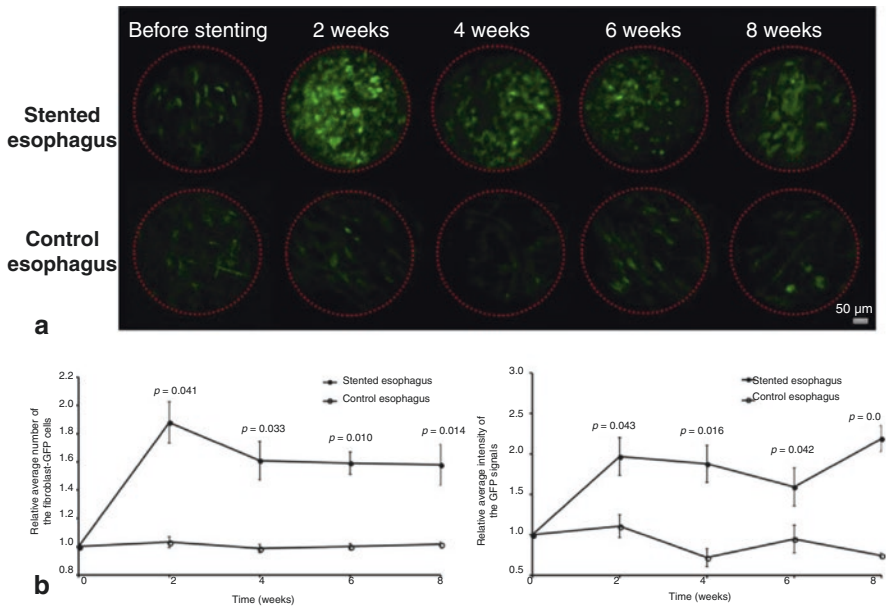 Before stenting 2 weeks 4 weeks 6 weeks 8 weeks
Stented
esophagus
Control
esophagus
50 µm
a
Relative average number of
the fibroblast-GFP cells
2.2
2.0
1.8
1.6
1.4
1.2
1.0
0.8
p = 0.041
p = 0.033
p = 0.010
p = 0.014
Stented esophagus
Control esophagus
0 2 4 6 8
Time (weeks)
Relative average intensity of
the GFP signals
3.0
2.5
2.0
1.5
1.0
0.5
p = 0.043
p = 0.016
p = 0.042
p = 0.0
Stented esophagus
Control esophagus
0 2 4 6 8
Time (weeks)
b